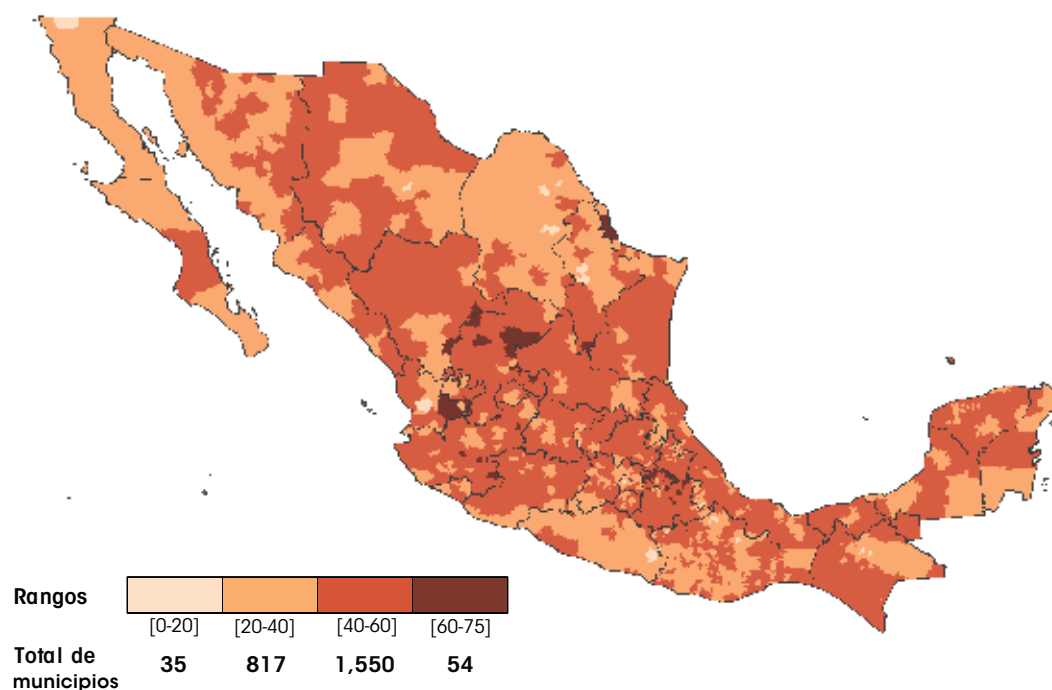 Rangos
[0-20] [20-40] [40-60] [60-75]
Total de
municipios
35 817 1,550 54